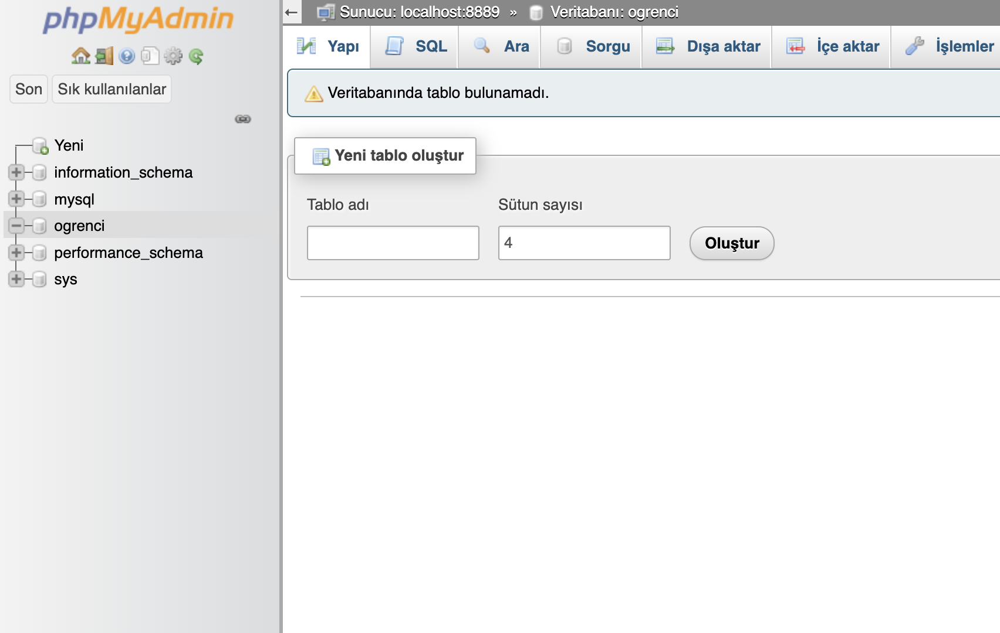 phpMyAdmin
Son
Sık kullanılanlar
Yeni
information_schema
mysql
ogrenci
performance_schema
sys
Sunucu: localhost:8889 » Veritabanı: ogrenci
Yapı
SQL
Ara
Sorgu
Dışa aktar
İçe aktar
İşlemler
Veritabanında tablo bulunamadı.
Yeni tablo oluştur
Tablo adı
Sütun sayısı
4
Oluştur